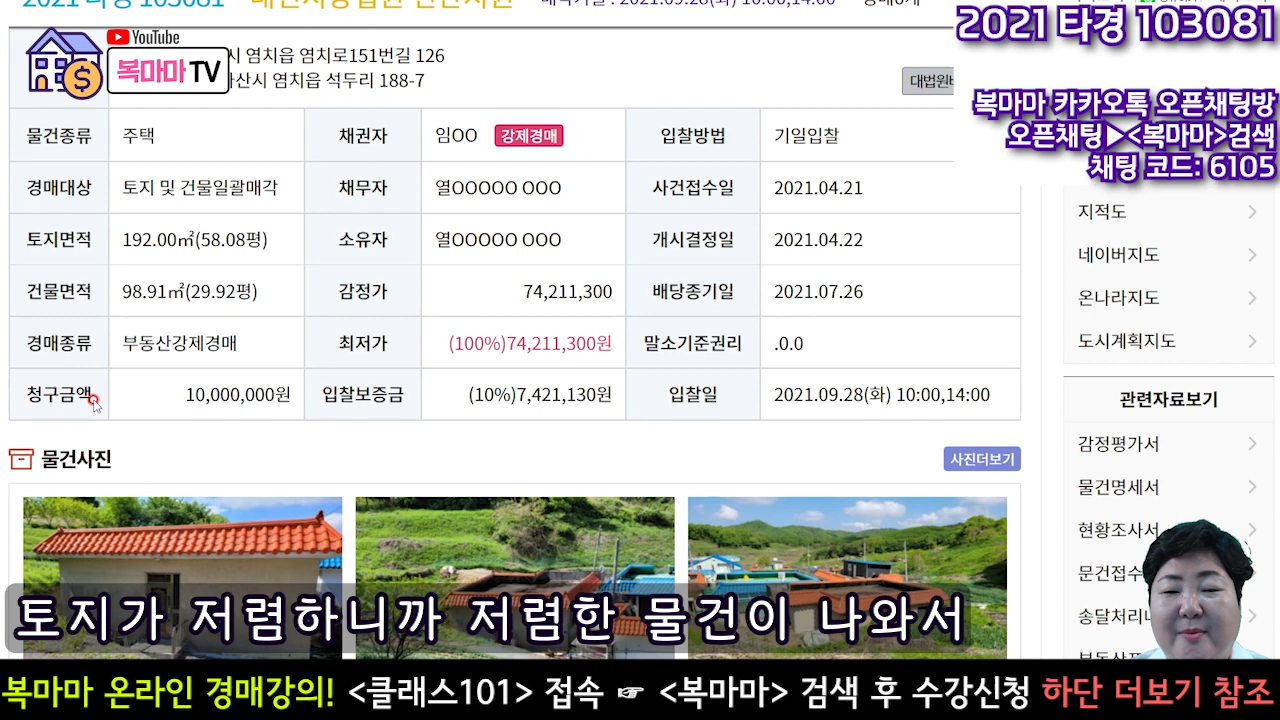 2021 타경 103081
YouTube
복마마 TV
시 염치읍 염치로151번길 126
산시 염치읍 석두리 188-7
대법원
2021 타경 103081
복마마 카카오톡 오픈채팅방
오픈채팅▶<복마마>검색
채팅 코드: 6105
물건종류 주택 채권자 임OO 강제경매 입찰방법 기일입찰
경매대상 토지 및 건물일괄매각 채무자 열OOOOO OOO 사건접수일 2021.04.21
토지면적 192.00㎡(58.08평) 소유자 열OOOOO OOO 개시결정일 2021.04.22
건물면적 98.91㎡(29.92평) 감정가 74,211,300 배당종기일 2021.07.26
경매종류 부동산강제경매 최저가 (100%)74,211,300원 말소기준권리 .0.0
청구금액 10,000,000원 입찰보증금 (10%)7,421,130원 입찰일 2021.09.28(화) 10:00,14:00
지적도
네이버지도
온나라지도
도시계획지도
관련자료보기
감정평가서
물건명세서
현황조사서
문건접수
송달처리
물건사진
사진더보기
토지가 저렴하니까 저렴한 물건이 나와서
복마마 온라인 경매강의! <클래스101> 접속 ☞ <복마마> 검색 후 수강신청 하단 더보기 참조